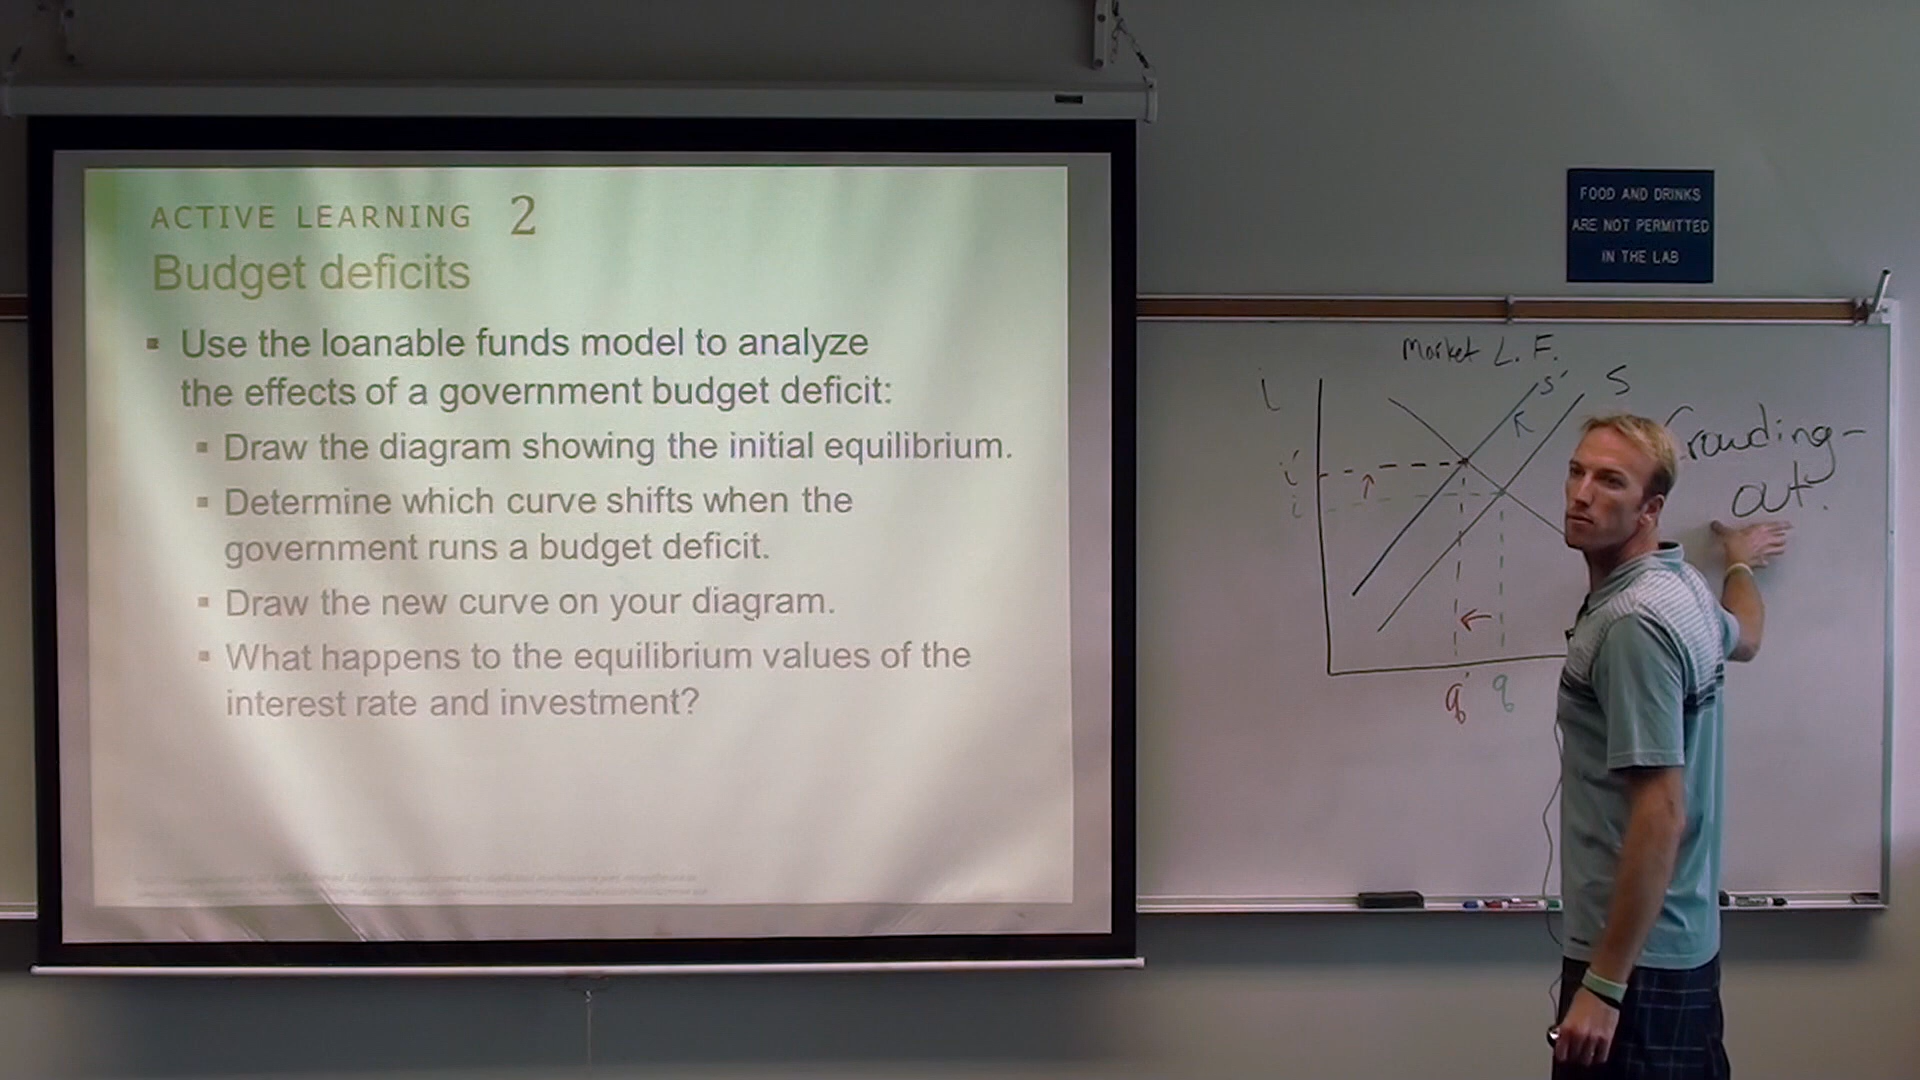 ACTIVE LEARNING 2
Budget deficits
▪ Use the loanable funds model to analyze
the effects of a government budget deficit:
▪ Draw the diagram showing the initial equilibrium.
▪ Determine which curve shifts when the
government runs a budget deficit.
▪ Draw the new curve on your diagram.
▪ What happens to the equilibrium values of the
interest rate and investment?
FOOD AND DRINKS
ARE NOT PERMITTED
IN THE LAB
Market L. F.
i
S'
S
i'
i
q'
q
Crowding-
out.